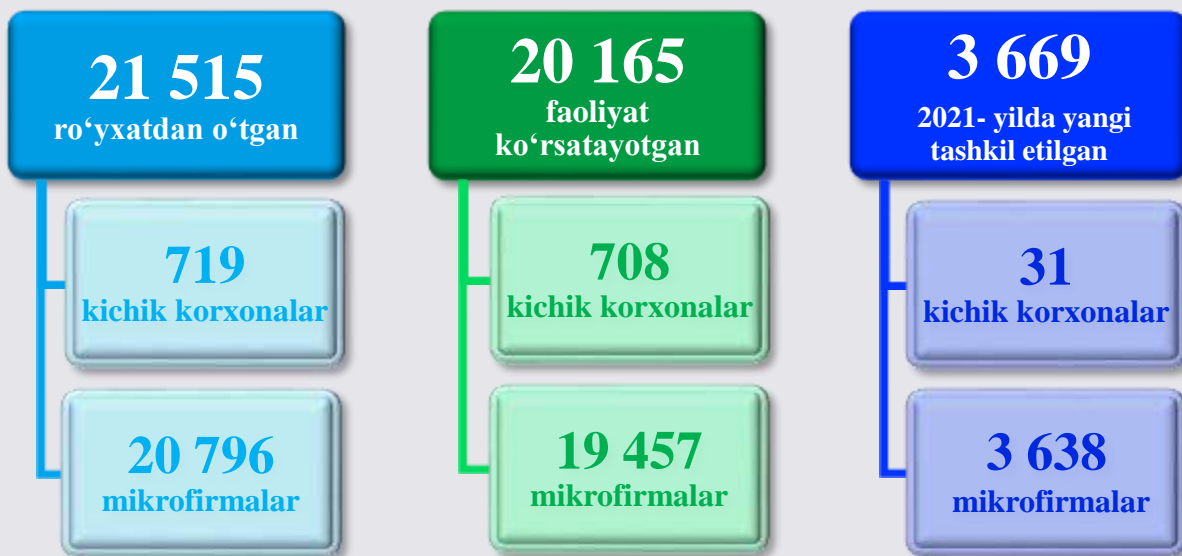 21 515
ro‘yxatdan o‘tgan
719
kichik korxonalar
20 796
mikrofirmalar
20 165
faoliyat
ko‘rsatayotgan
708
kichik korxonalar
19 457
mikrofirmalar
3 669
2021- yilda yangi
tashkil etilgan
31
kichik korxonalar
3 638
mikrofirmalar